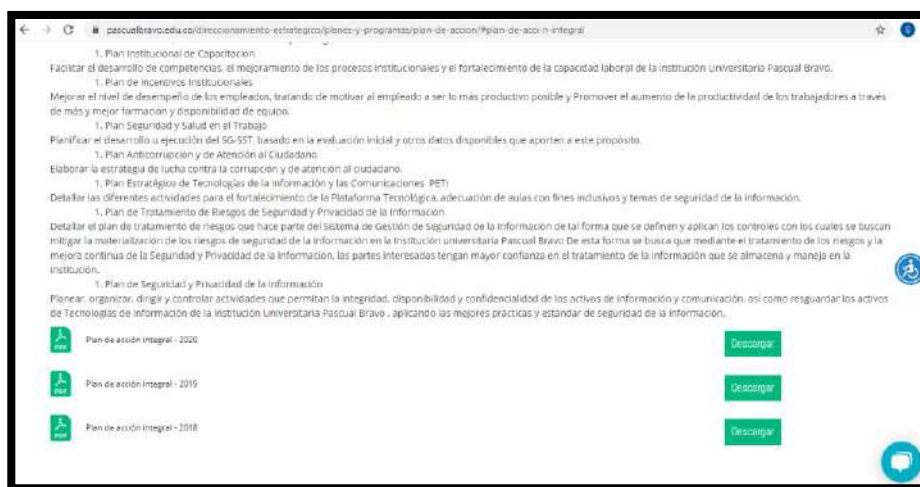 pascualbravo.edu.co/direccionamiento-estrategico/planes-y-programas/plan-de-accion/#plan-de-acci-n-integral
1. Plan Institucional de Capacitación
Facilitar el desarrollo de competencias, el mejoramiento de los procesos institucionales y el fortalecimiento de la capacidad laboral de la institución Universitaria Pascual Bravo.
1. Plan de Incentivos Institucionales
Mejorar el nivel de desempeño de los empleados, tratando de motivar al empleado a ser lo más productivo posible y Promover el aumento de la productividad de los trabajadores a través
de más y mejor formación y disponibilidad de equipo.
1. Plan Seguridad y Salud en el Trabajo
Planificar el desarrollo u ejecución del SG-SST, basado en la evaluación inicial y otros datos disponibles que aporten a este propósito.
1. Plan Anticorrupción y de Atención al Ciudadano
Elaborar la estrategia de lucha contra la corrupción y de atención al ciudadano.
1. Plan Estratégico de Tecnologías de la Información y las Comunicaciones PETI
Detallar las diferentes actividades para el fortalecimiento de la Plataforma Tecnológica, adecuación de aulas con fines inclusivos y temas de seguridad de la información.
1. Plan de Tratamiento de Riesgos de Seguridad y Privacidad de la Información
Detallar el plan de tratamiento de riesgos que hace parte del Sistema de Gestión de Seguridad de la Información de tal forma que se definen y aplican los controles con los cuales se buscan
mitigar la materialización de los riesgos de seguridad de la información en la Institución universitaria Pascual Bravo De esta forma se busca que mediante el tratamiento de los riesgos y la
mejora continua de la Seguridad y Privacidad de la Información, las partes interesadas tengan mayor confianza en el tratamiento de la información que se almacena y maneja en la
institución.
1. Plan de Seguridad y Privacidad de la Información
Planear, organizar, dirigir y controlar actividades que permitan la integridad, disponibilidad y confidencialidad de los activos de información y comunicación, así como resguardar los activos
de Tecnologías de Información de la Institución Universitaria Pascual Bravo , aplicando las mejores prácticas y estándar de seguridad de la información.
PDF Plan de acción integral - 2020 Descargar
PDF Plan de acción integral - 2019 Descargar
PDF Plan de acción integral - 2018 Descargar